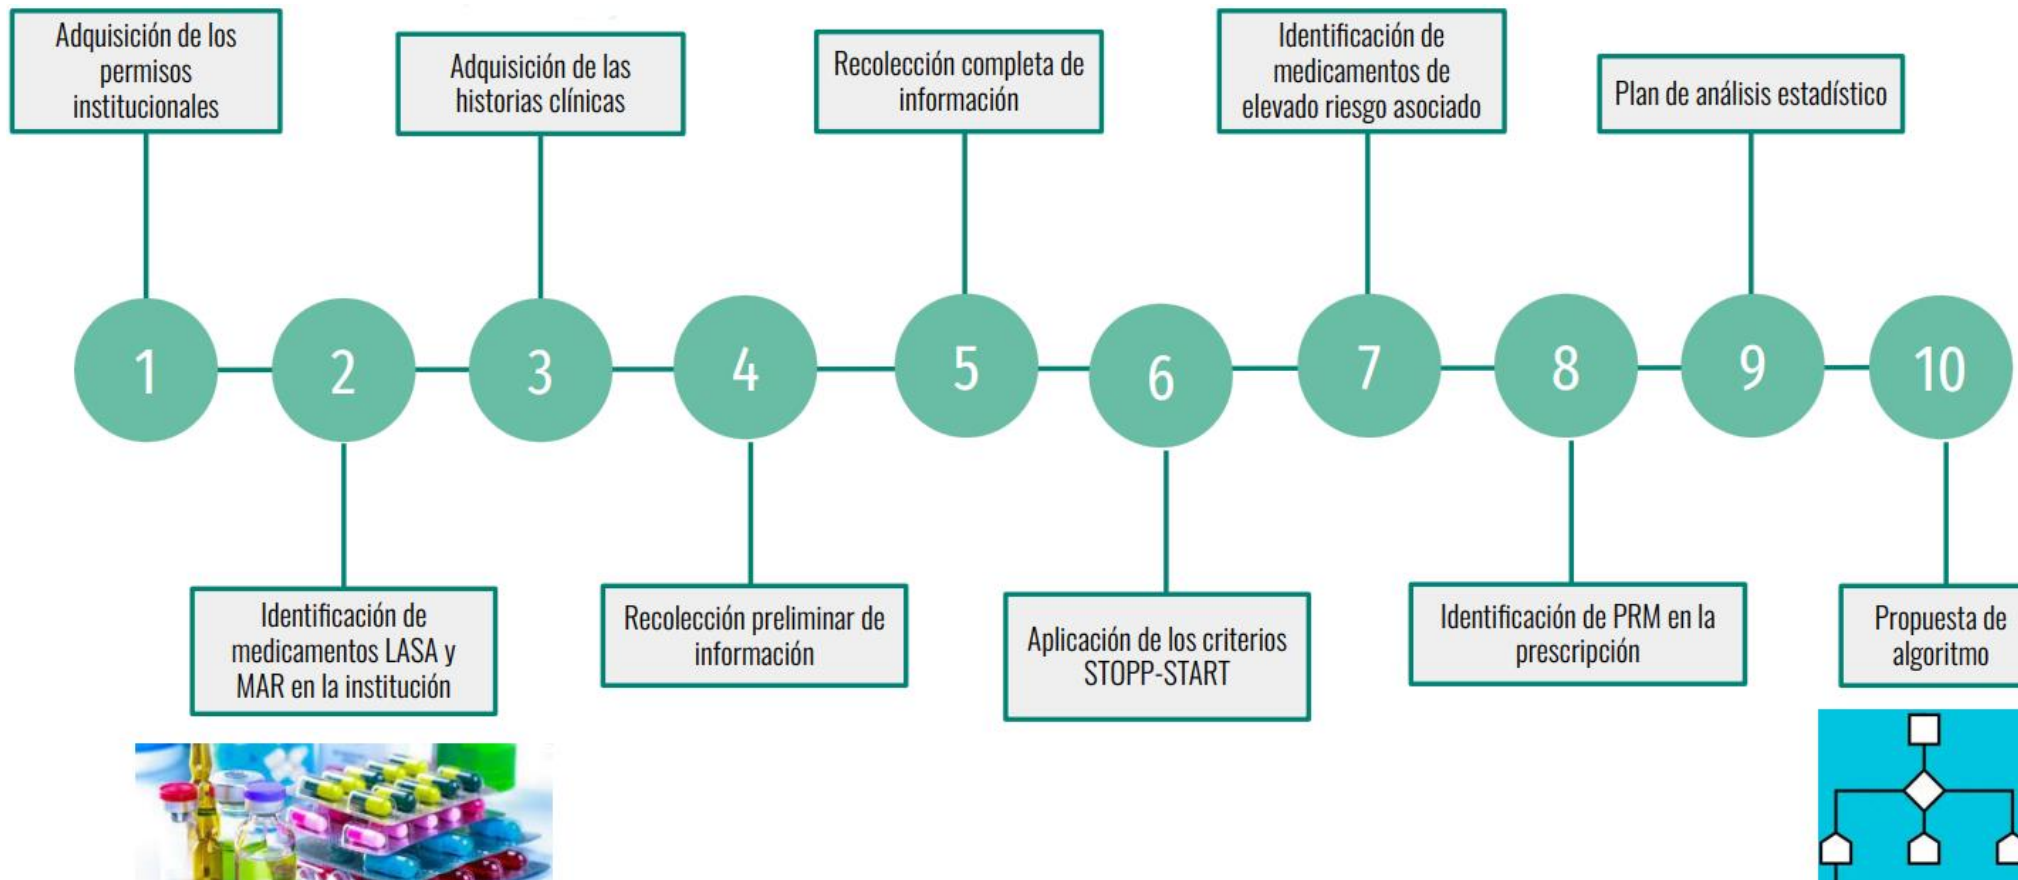 Adquisición de los
permisos
institucionales
Adquisición de las
historias clínicas
Recolección completa de
información
Identificación de
medicamentos de
elevado riesgo asociado
Plan de análisis estadístico
1
2
3
4
5
6
7
8
9
10
Identificación de
medicamentos LASA y
MAR en la institución
Recolección preliminar de
información
Aplicación de los criterios
STOPP-START
Identificación de PRM en la
prescripción
Propuesta de
algoritmo